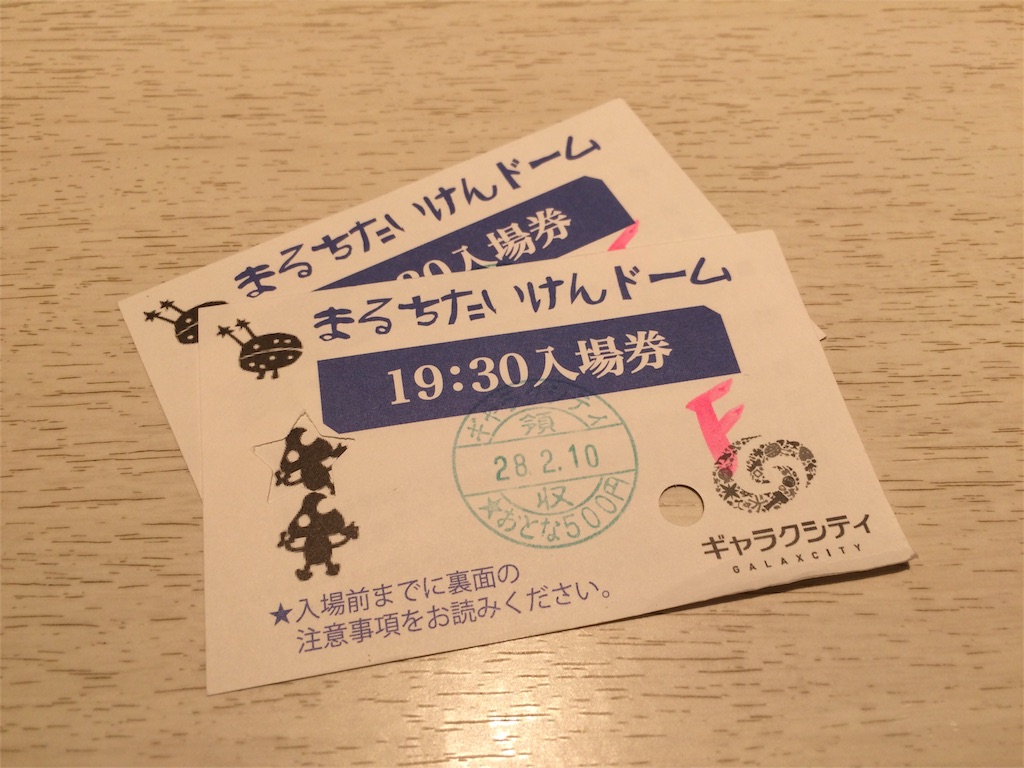 まるちたいけんドーム
30入場券
まるちたいけんドーム
19:30入場券
領
28.2.10
収
★おとな500円
F
ギャラクシティ
GALAXCITY
★入場前までに裏面の
注意事項をお読みください。